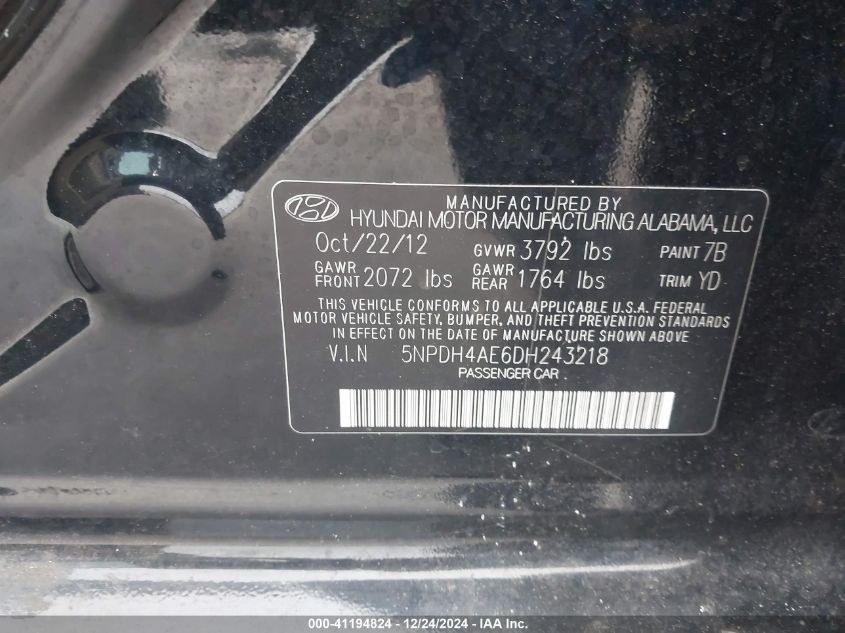 MANUFACTURED BY
HYUNDAI MOTOR MANUFACTURING ALABAMA, LLC
Oct/22/12 GVWR 3792 lbs PAINT 7B
GAWR FRONT 2072 lbs GAWR REAR 1764 lbs TRIM YD
THIS VEHICLE CONFORMS TO ALL APPLICABLE U.S.A. FEDERAL
MOTOR VEHICLE SAFETY, BUMPER, AND THEFT PREVENTION STANDARDS
IN EFFECT ON THE DATE OF MANUFACTURE SHOWN ABOVE
V.I.N 5NPDH4AE6DH243218
PASSENGER CAR
000-41194824 - 12/24/2024 - IAA Inc.